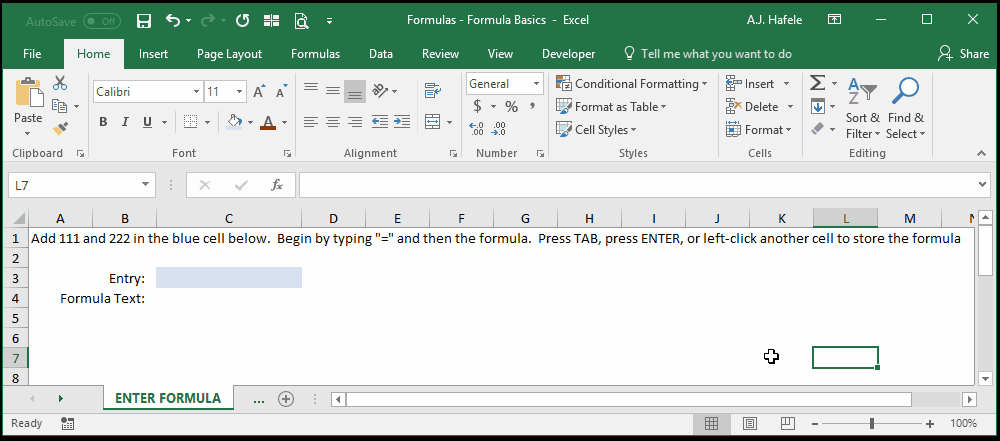 AutoSave Off Formulas - Formula Basics - Excel A.J. Hafele
File Home Insert Page Layout Formulas Data Review View Developer Tell me what you want to do Share
Calibri 11 A A General Conditional Formatting Insert Σ A Z
Paste B I U A $ % , Format as Table Delete Sort & Find &
.00 .0 Cell Styles Format Filter Select
Clipboard Font Alignment Number Styles Cells Editing
L7 fx
A B C D E F G H I J K L M N
1 Add 111 and 222 in the blue cell below. Begin by typing "=" and then the formula. Press TAB, press ENTER, or left-click another cell to store the formula
2
3 Entry:
4 Formula Text:
5
6
7
8
ENTER FORMULA ...
Ready 100%